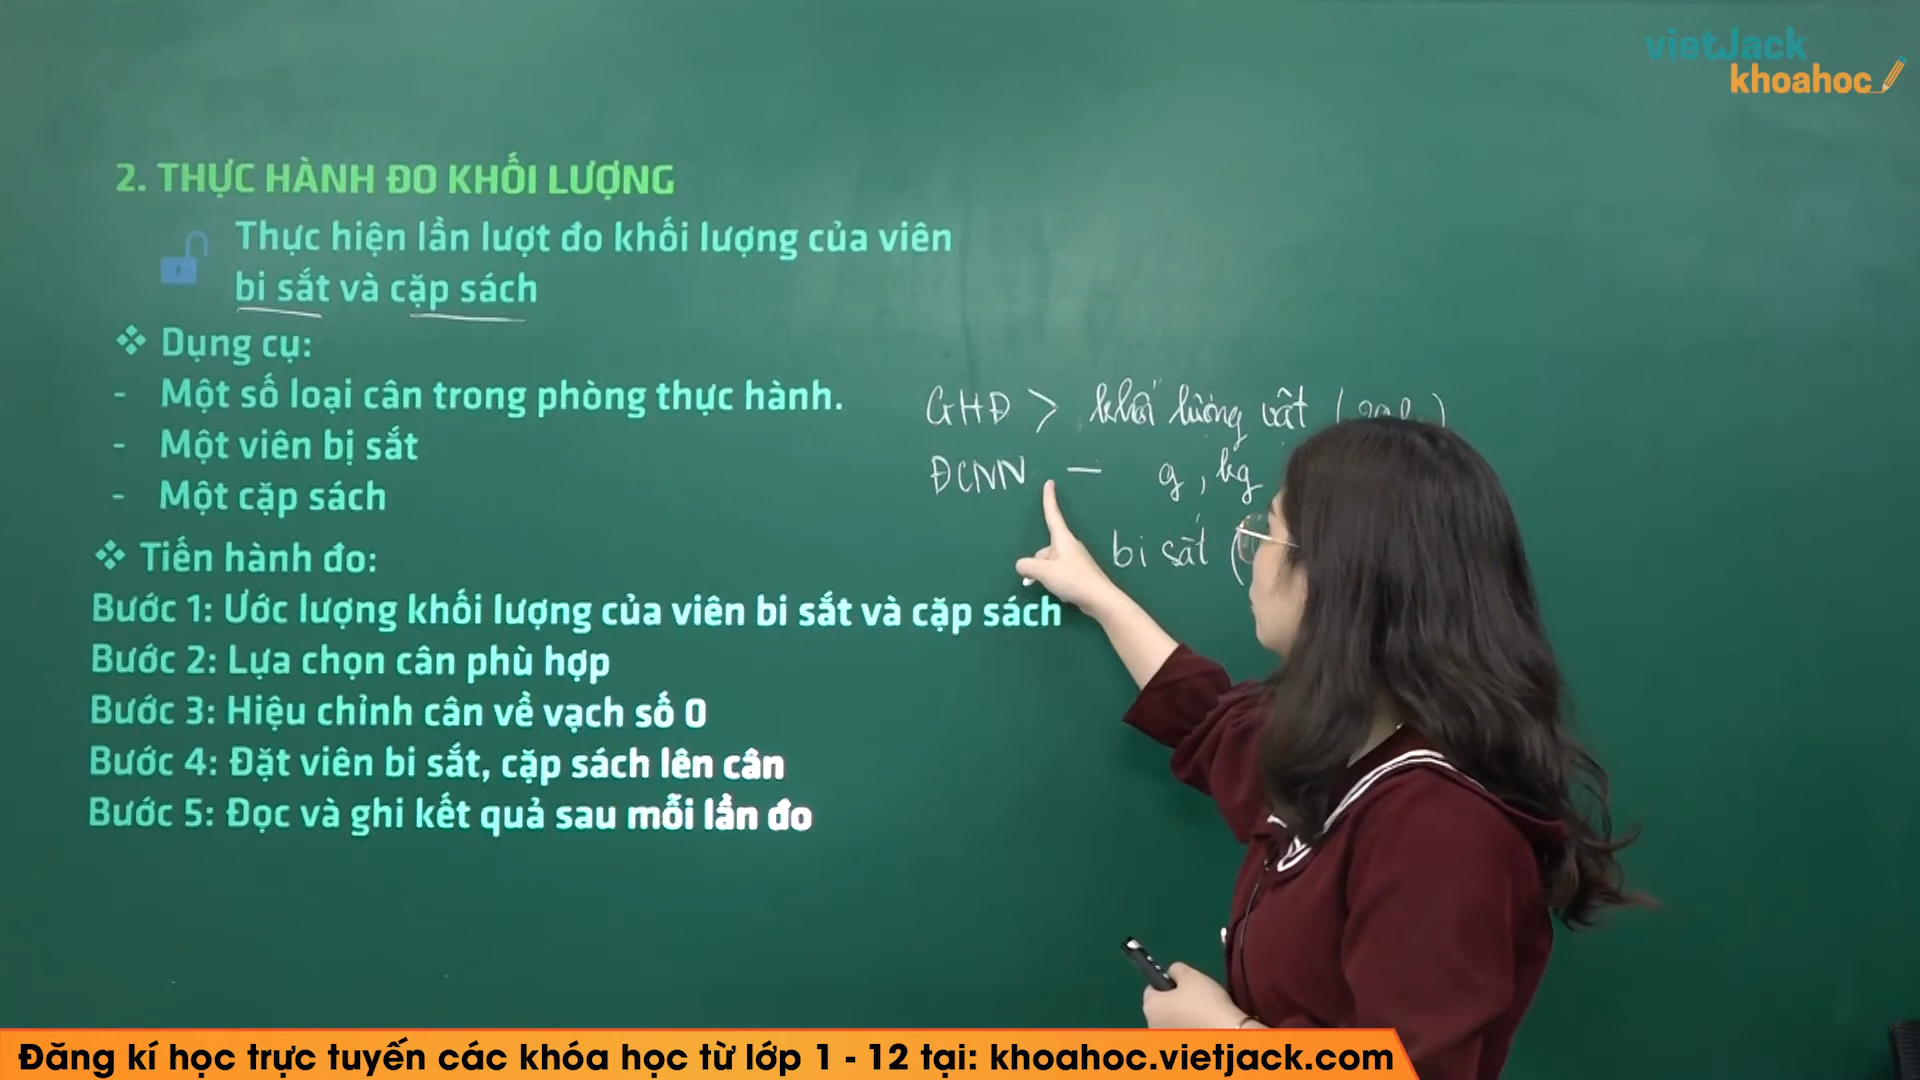 vietJack
khoahoc
2. THỰC HÀNH ĐO KHỐI LƯỢNG
Thực hiện lần lượt đo khối lượng của viên
bi sắt và cặp sách
❖ Dụng cụ:
- Một số loại cân trong phòng thực hành.
- Một viên bị sắt
- Một cặp sách
❖ Tiến hành đo:
Bước 1: Ước lượng khối lượng của viên bi sắt và cặp sách
Bước 2: Lựa chọn cân phù hợp
Bước 3: Hiệu chỉnh cân về vạch số 0
Bước 4: Đặt viên bi sắt, cặp sách lên cân
Bước 5: Đọc và ghi kết quả sau mỗi lần đo
GHĐ > khối lượng vật
ĐCNN – g, kg
bi sắt (
Đăng kí học trực tuyến các khóa học từ lớp 1 - 12 tại: khoahoc.vietjack.com